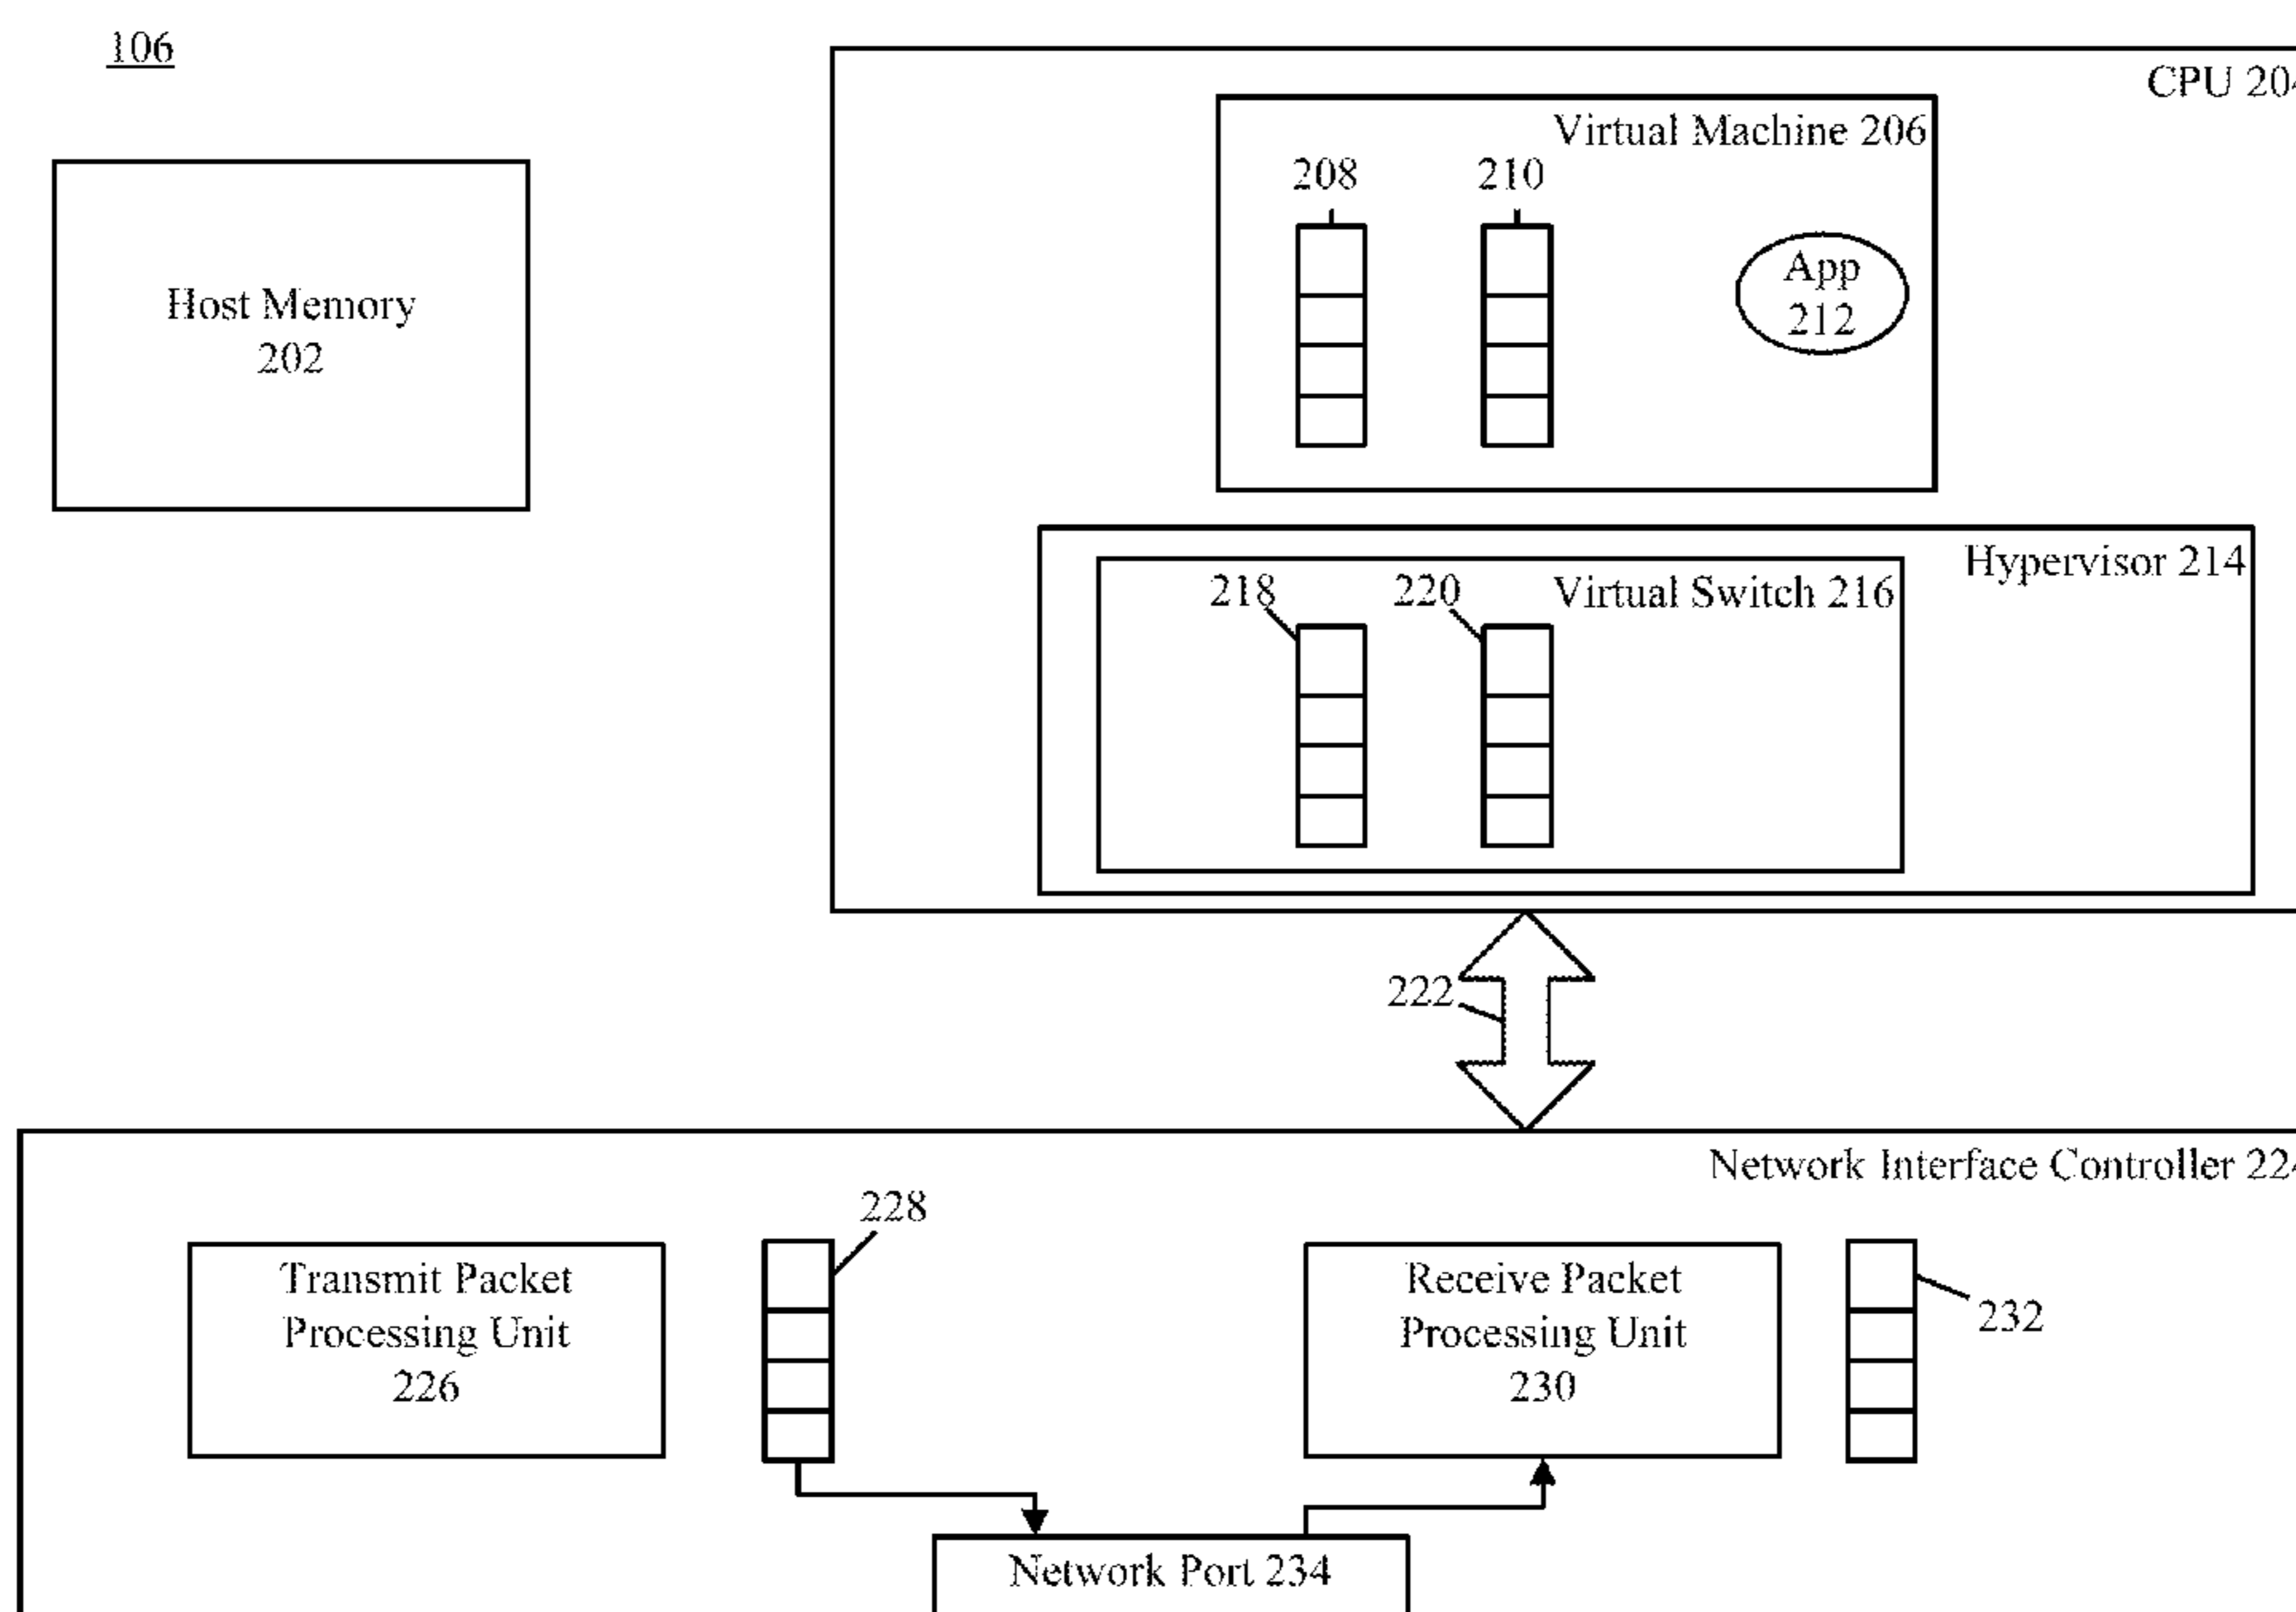 106
CPU 204
Virtual Machine 206
208
210
App
212
Host Memory
202
Hypervisor 214
Virtual Switch 216
218
220
222
Network Interface Controller 224
228
Transmit Packet
Processing Unit
226
Receive Packet
Processing Unit
230
232
Network Port 234